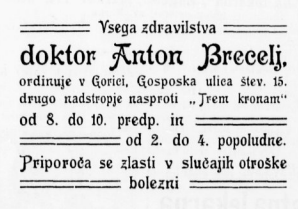 Vsega zdravilstva
doktor Anton Brecelj,
ordinuje v Gorici, Gosposka ulica štev. 15.
drugo nadstropje nasproti „Trem kronam“
od 8. do 10. predp. in
od 2. do 4. popoludne.
Priporoča se zlasti v slučajih otroške
bolezni